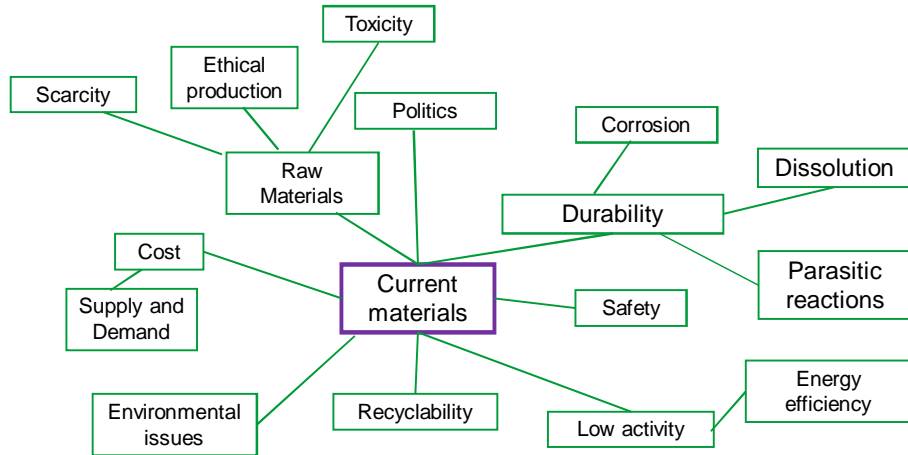 Toxicity
Ethical
production
Scarcity
Politics
Corrosion
Raw
Materials
Dissolution
Durability
Cost
Current
materials
Parasitic
reactions
Supply and
Demand
Safety
Energy
efficiency
Environmental
issues
Recyclability
Low activity